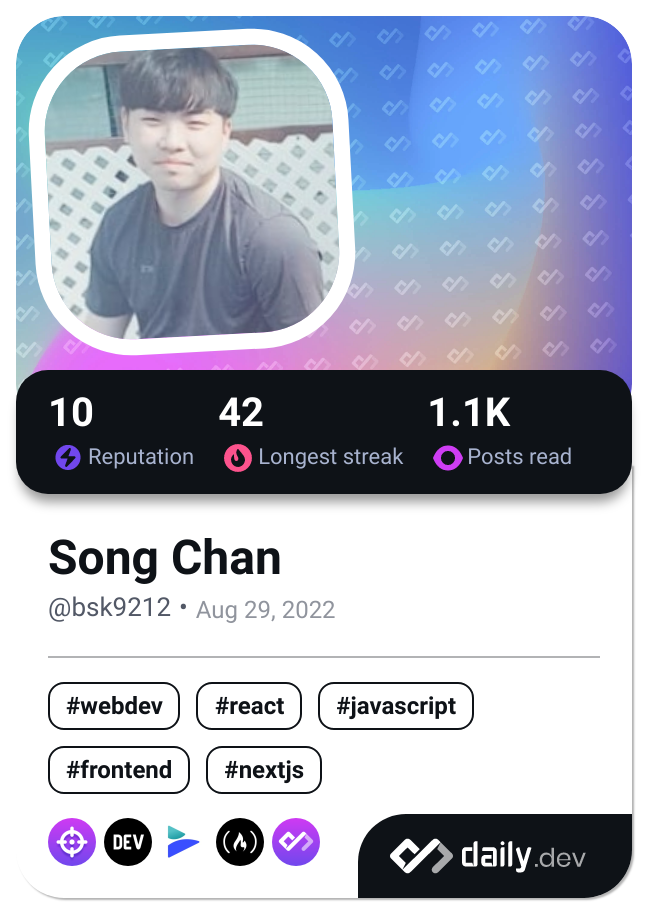 10 42 1.1K
Reputation Longest streak Posts read
Song Chan
@bsk9212 • Aug 29, 2022
#webdev #react #javascript
#frontend #nextjs
DEV
daily.dev